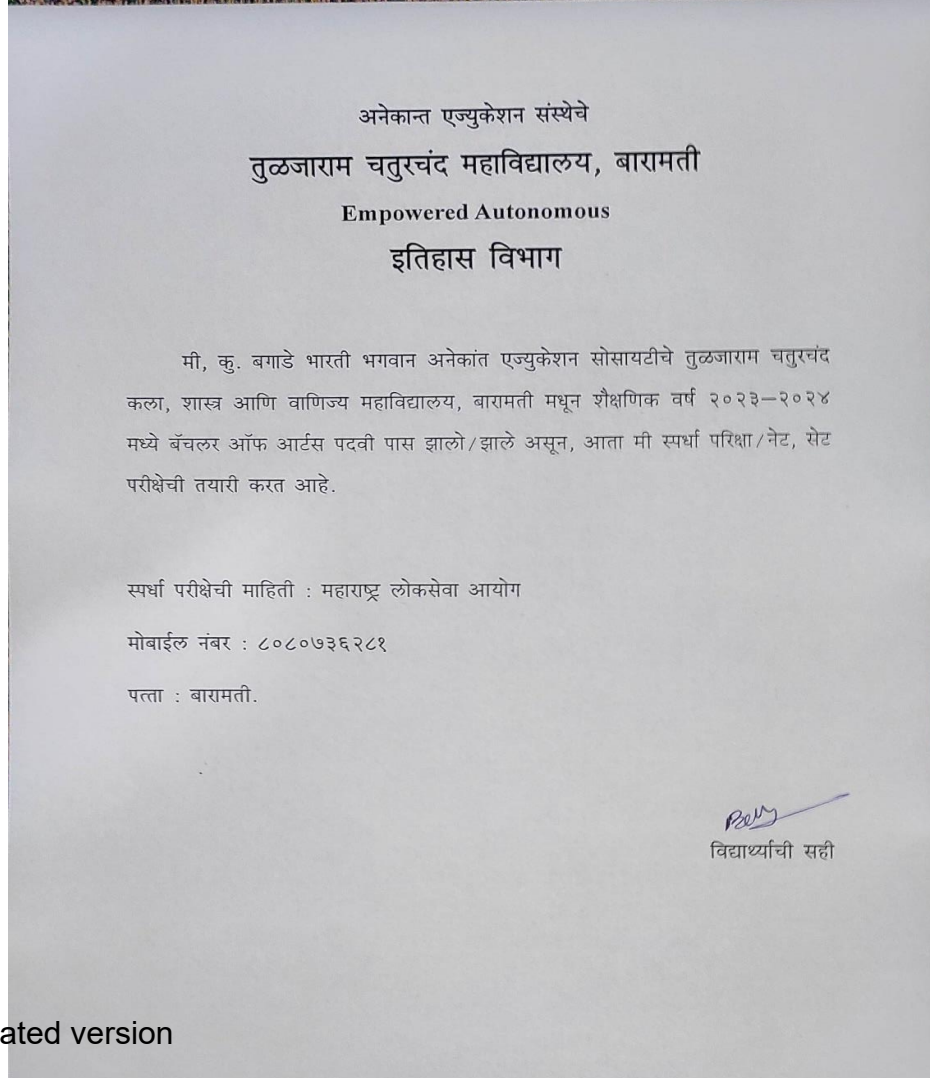 अनेकान्त एज्युकेशन संस्थेचे
तुळजाराम चतुरचंद महाविद्यालय, बारामती
Empowered Autonomous
इतिहास विभाग
मी, कु. बगाडे भारती भगवान अनेकांत एज्युकेशन सोसायटीचे तुळजाराम चतुरचंद
कला, शास्त्र आणि वाणिज्य महाविद्यालय, बारामती मधून शैक्षणिक वर्ष २०२३–२०२४
मध्ये बॅचलर ऑफ आर्टस पदवी पास झालो/झाले असून, आता मी स्पर्धा परिक्षा/नेट, सेट
परीक्षेची तयारी करत आहे.
स्पर्धा परीक्षेची माहिती : महाराष्ट्र लोकसेवा आयोग
मोबाईल नंबर : ८०८०७३६२८१
पत्ता : बारामती.
विद्यार्थ्याची सही
ated version